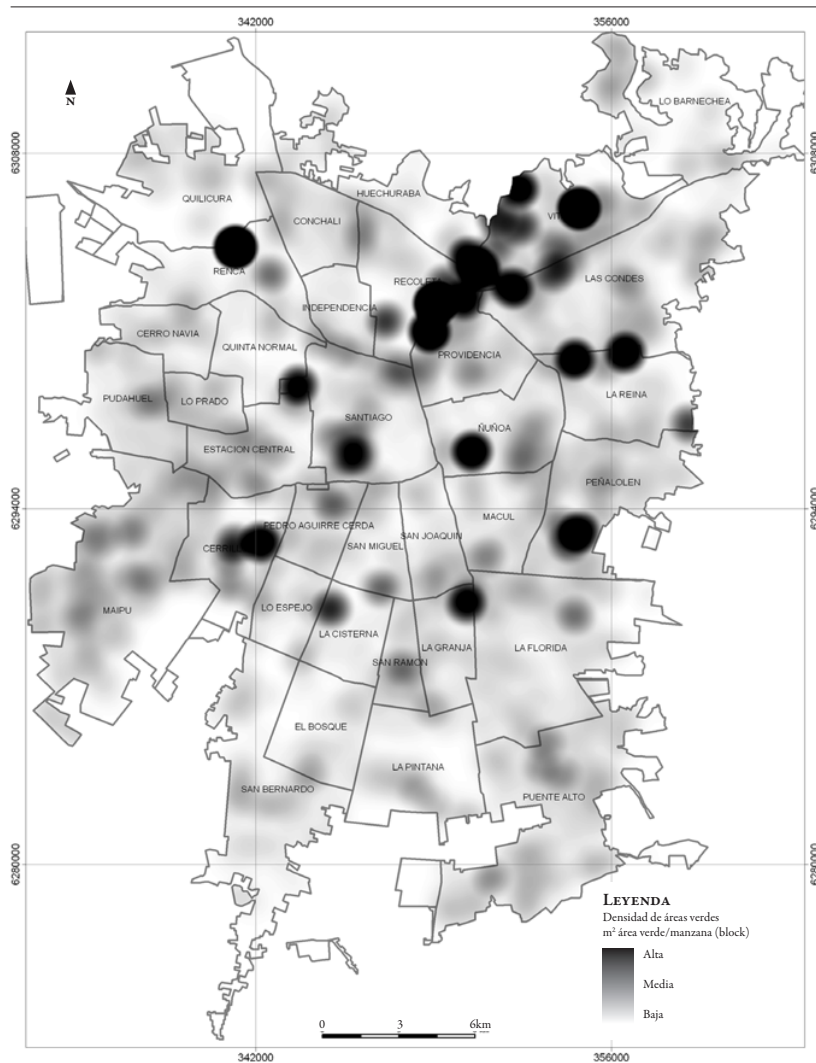 342000
356000
N
LO BARNECHEA
6308000
6308000
HUECHURABA
QUILICURA
CONCHALI
VI
RENCA
RECOLETA
LAS CONDES
INDEPENDENCIA
CERRO NAVIA
QUINTA NORMAL
PROVIDENCIA
PUDAHUEL
LO PRADO
LA REINA
SANTIAGO
ÑUÑOA
ESTACION CENTRAL
PEÑALOLEN
6294000
6294000
MACUL
PEDRO AGUIRRE CERDA
SAN JOAQUIN
CERRILL
SAN MIGUEL
MAIPU
LO ESPEJO
LA CISTERNA
LA GRANJA
LA FLORIDA
SAN RAMON
EL BOSQUE
LA PINTANA
SAN BERNARDO
PUENTE ALTO
6280000
6280000
LEYENDA
Densidad de áreas verdes
m² área verde/manzana (block)
Alta
Media
Baja
0 3 6km
342000
356000